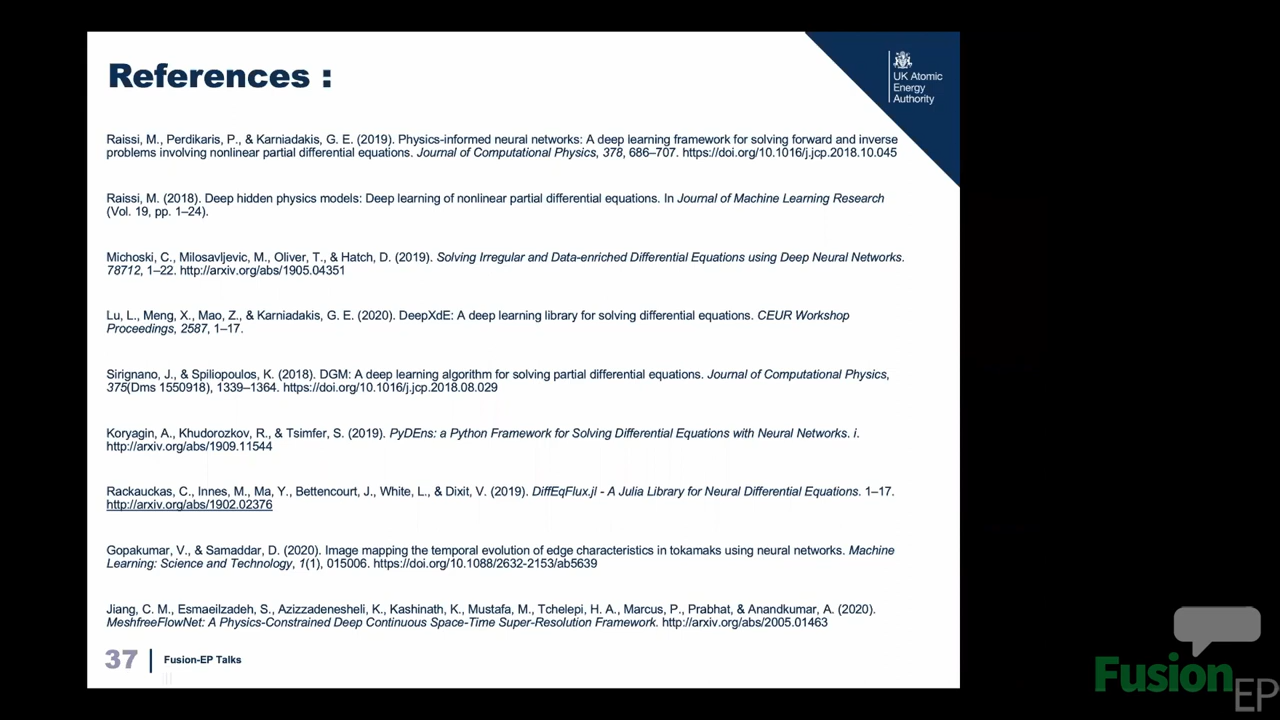 References :
UK Atomic
Energy
Authority
Raissi, M., Perdikaris, P., & Karniadakis, G. E. (2019). Physics-informed neural networks: A deep learning framework for solving forward and inverse
problems involving nonlinear partial differential equations. Journal of Computational Physics, 378, 686–707. https://doi.org/10.1016/j.jcp.2018.10.045
Raissi, M. (2018). Deep hidden physics models: Deep learning of nonlinear partial differential equations. In Journal of Machine Learning Research
(Vol. 19, pp. 1–24).
Michoski, C., Milosavljevic, M., Oliver, T., & Hatch, D. (2019). Solving Irregular and Data-enriched Differential Equations using Deep Neural Networks.
78712, 1–22. http://arxiv.org/abs/1905.04351
Lu, L., Meng, X., Mao, Z., & Karniadakis, G. E. (2020). DeepXdE: A deep learning library for solving differential equations. CEUR Workshop
Proceedings, 2587, 1–17.
Sirignano, J., & Spiliopoulos, K. (2018). DGM: A deep learning algorithm for solving partial differential equations. Journal of Computational Physics,
375(Dms 1550918), 1339–1364. https://doi.org/10.1016/j.jcp.2018.08.029
Koryagin, A., Khudorozkov, R., & Tsimfer, S. (2019). PyDEns: a Python Framework for Solving Differential Equations with Neural Networks. i.
http://arxiv.org/abs/1909.11544
Rackauckas, C., Innes, M., Ma, Y., Bettencourt, J., White, L., & Dixit, V. (2019). DiffEqFlux.jl - A Julia Library for Neural Differential Equations. 1–17.
http://arxiv.org/abs/1902.02376
Gopakumar, V., & Samaddar, D. (2020). Image mapping the temporal evolution of edge characteristics in tokamaks using neural networks. Machine
Learning: Science and Technology, 1(1), 015006. https://doi.org/10.1088/2632-2153/ab5639
Jiang, C. M., Esmaeilzadeh, S., Azizzadenesheli, K., Kashinath, K., Mustafa, M., Tchelepi, H. A., Marcus, P., Prabhat, & Anandkumar, A. (2020).
MeshfreeFlowNet: A Physics-Constrained Deep Continuous Space-Time Super-Resolution Framework. http://arxiv.org/abs/2005.01463
37
Fusion-EP Talks
Fusion
EP